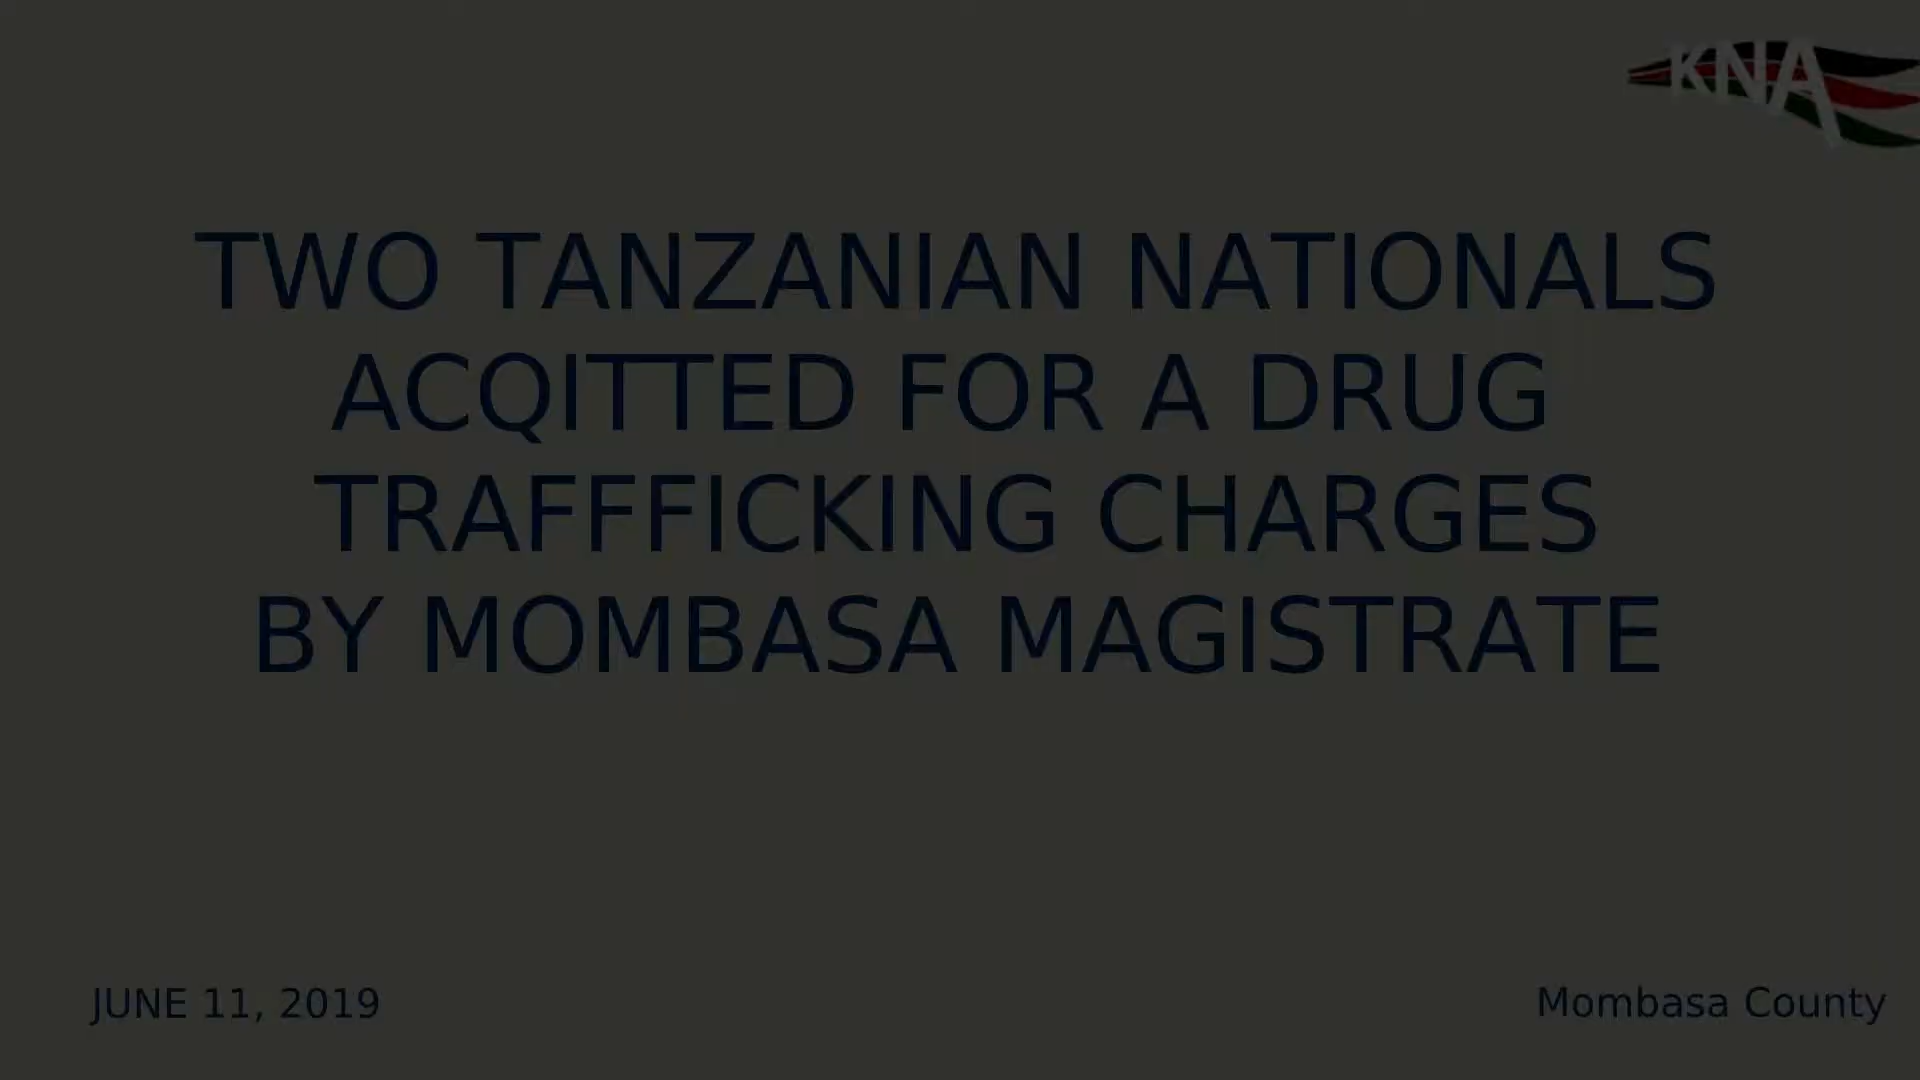 KNA
TWO TANZANIAN NATIONALS
ACQITTED FOR A DRUG
TRAFFFICKING CHARGES
BY MOMBASA MAGISTRATE
JUNE 11, 2019
Mombasa County